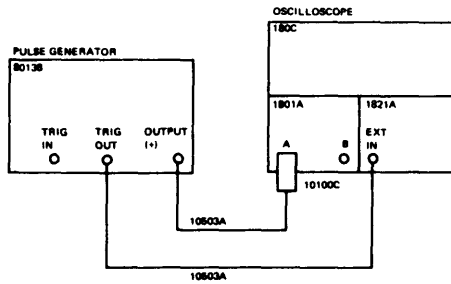 OSCILLOSCOPE
180C
PULSE GENERATOR
8013B
1801A
1821A
TRIG IN
TRIG OUT
OUTPUT (+)
A
B
EXT IN
10100C
10503A
10503A